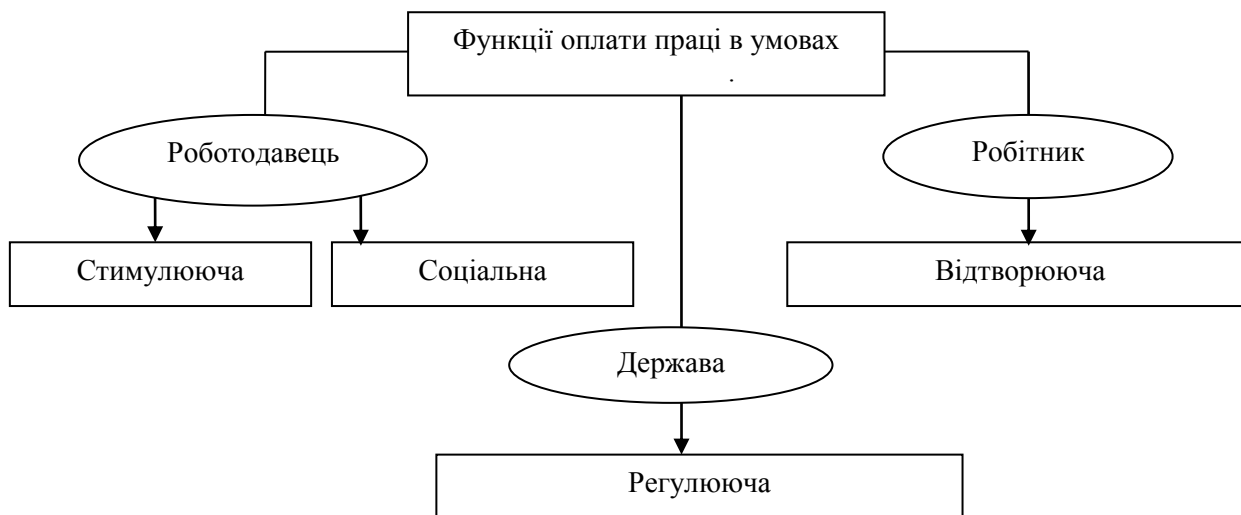 Функції оплати праці в умовах
.
Роботодавець
Робітник
Стимулююча
Соціальна
Відтворююча
Держава
Регулююча